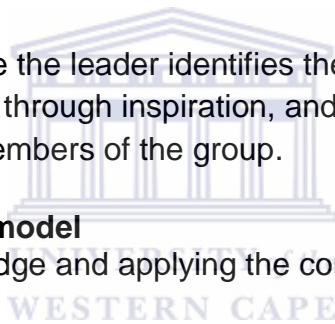 e the leader identifies the
through inspiration, and
embers of the group.
model
dge and applying the co
UNIVERSITY of the
WESTERN CAPE